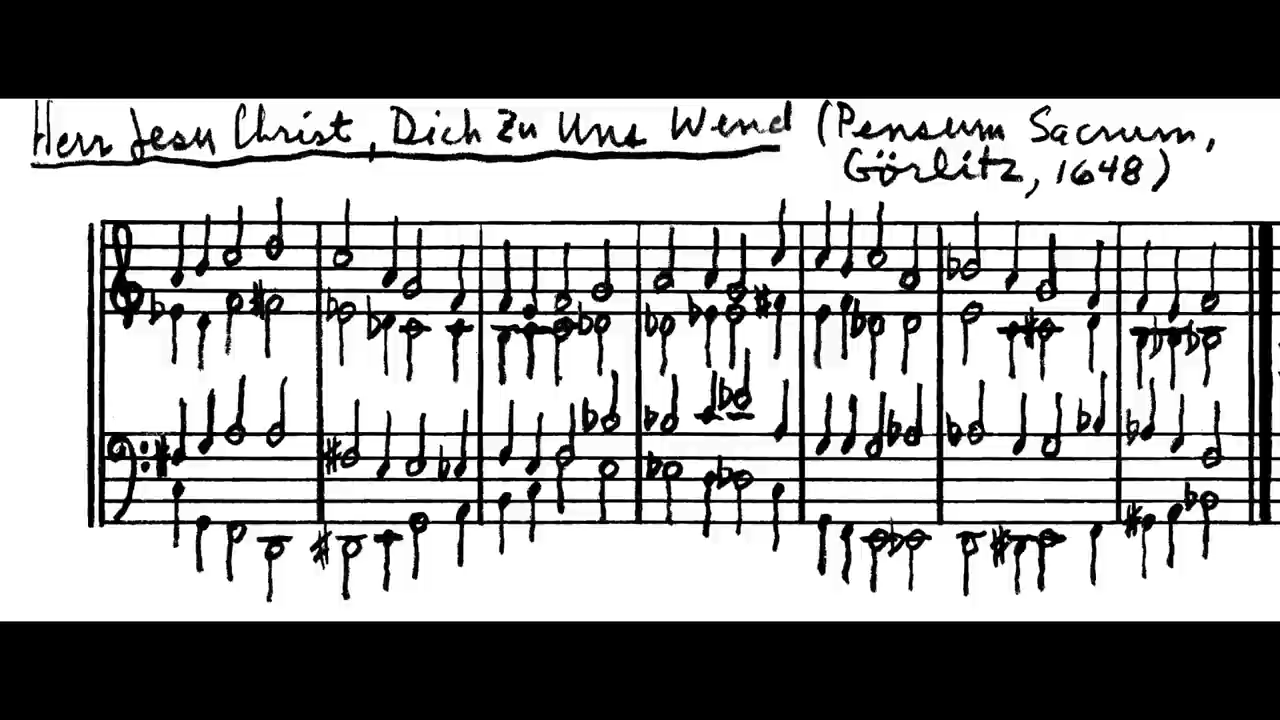 Herr Jesu Christ, Dich Zu Uns Wend (Pensum Sacrum,
Görlitz, 1648)